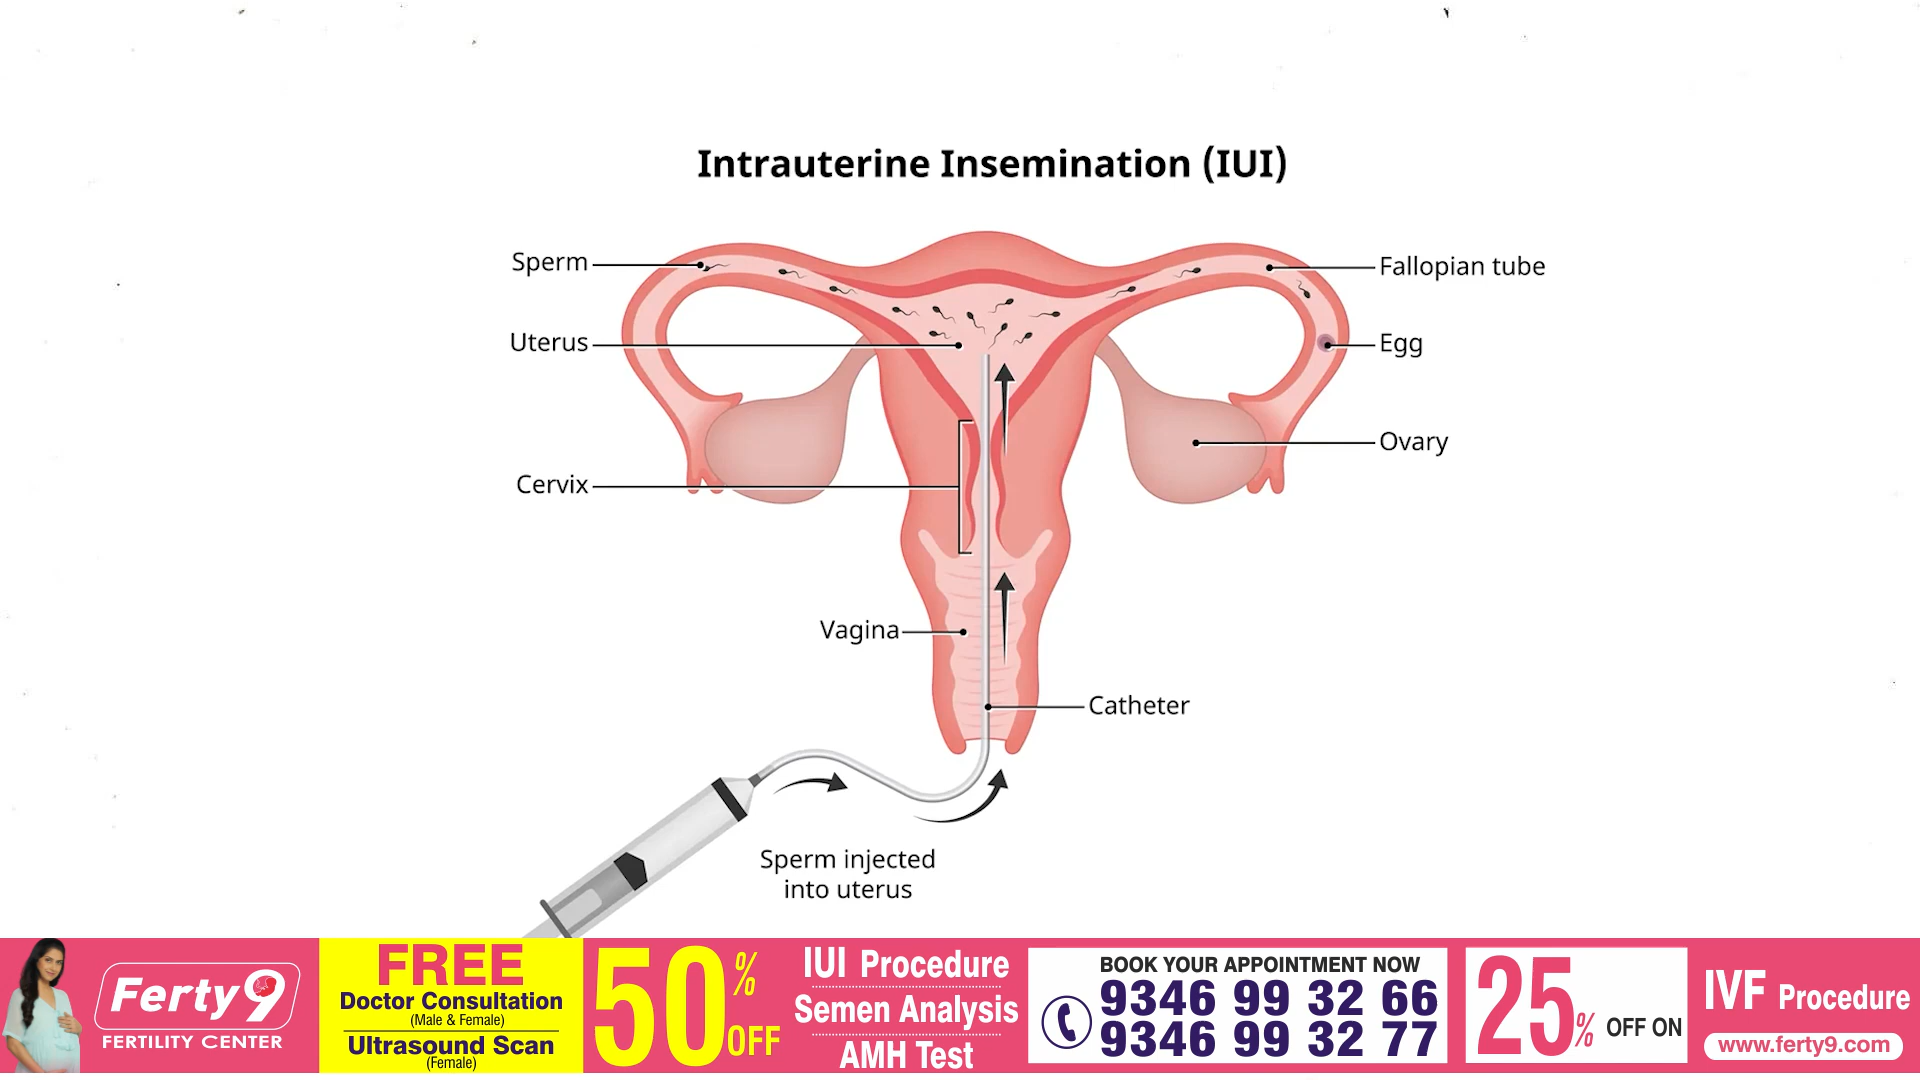 Intrauterine Insemination (IUI)
Sperm
Fallopian tube
Uterus
Egg
Ovary
Cervix
Vagina
Catheter
Sperm injected
into uterus
Ferty9
FERTILITY CENTER
FREE
Doctor Consultation
(Male & Female)
Ultrasound Scan
(Female)
50% OFF
IUI Procedure
Semen Analysis
AMH Test
BOOK YOUR APPOINTMENT NOW
9346 99 32 66
9346 99 32 77
25% OFF ON
IVF Procedure
www.ferty9.com